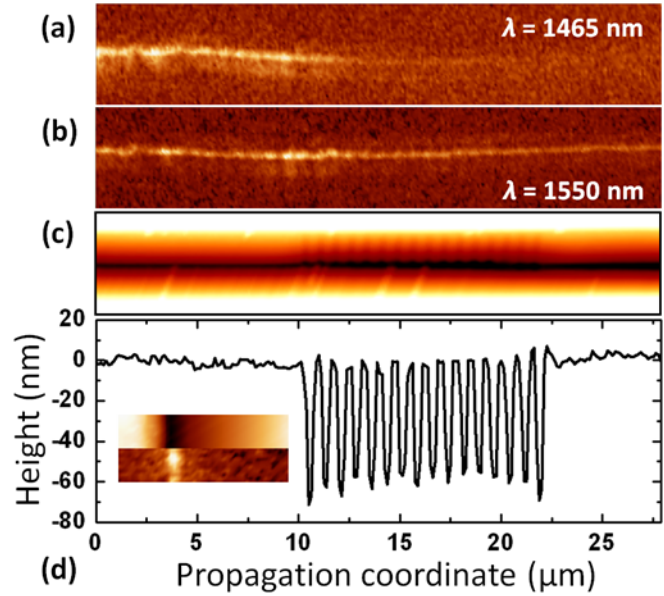 (a)
λ = 1465 nm
(b)
λ = 1550 nm
(c)
20
0
-20
-40
-60
-80
Height (nm)
0 5 10 15 20 25
(d)
Propagation coordinate (μm)